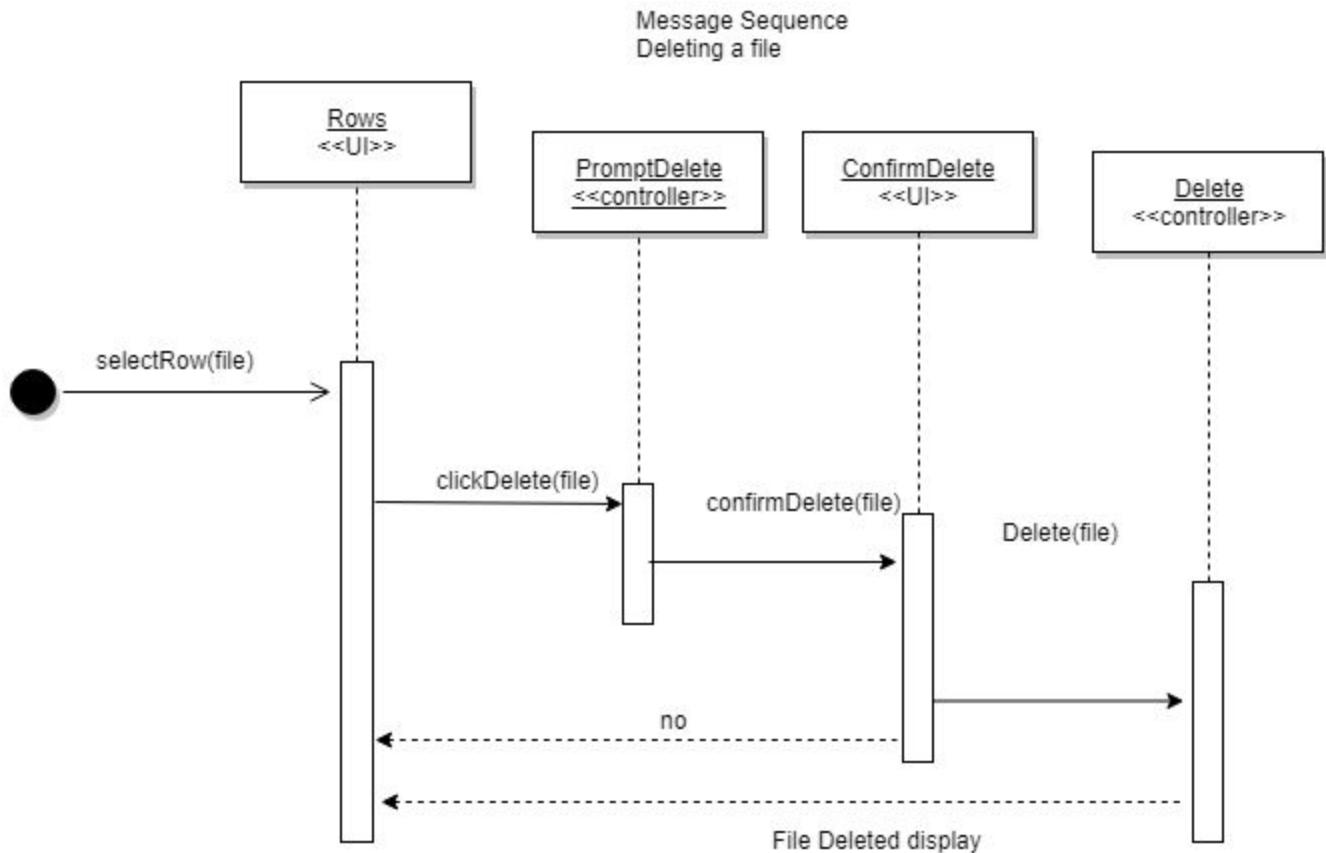 Message Sequence
Deleting a file
Rows
<<UI>>
PromptDelete
<<controller>>
ConfirmDelete
<<UI>>
Delete
<<controller>>
selectRow(file)
clickDelete(file)
confirmDelete(file)
Delete(file)
no
File Deleted display